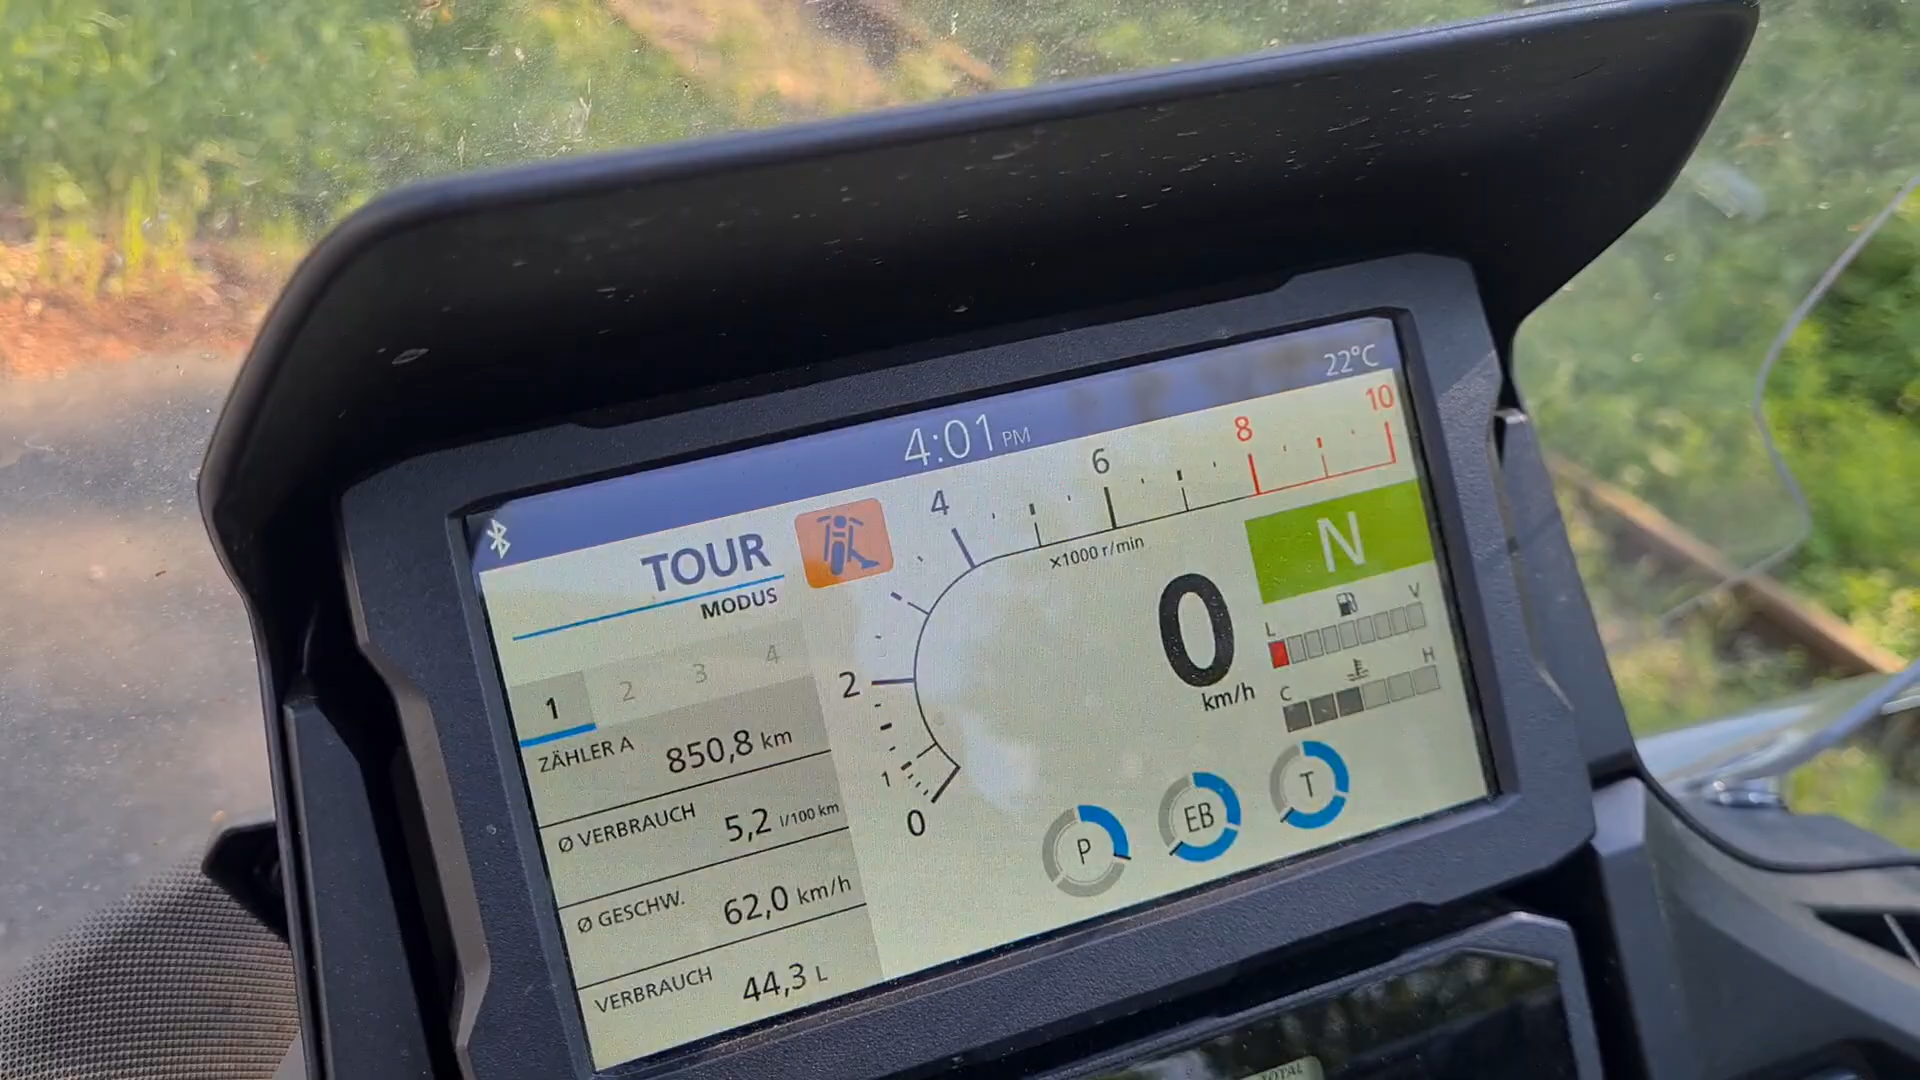 22°C
4:01 PM
TOUR
MODUS
1 2 3 4
ZÄHLER A 850,8 km
Ø VERBRAUCH 5,2 l/100 km
Ø GESCHW. 62,0 km/h
VERBRAUCH 44,3 L
0 1 2 4 6 8 10
x1000 r/min
N
0
km/h
L V
C H
P EB T
TOTAL